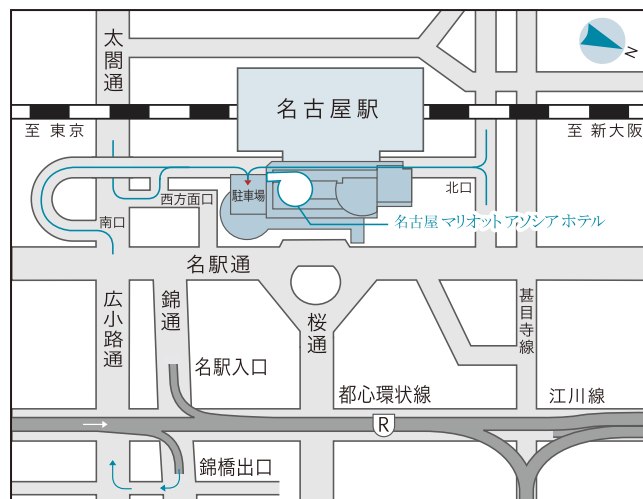 太閤通
N
名古屋駅
至 東京
至 新大阪
駐車場
西方面口
北口
南口
名古屋マリオットアソシアホテル
名駅通
広小路通
錦通
桜通
甚目寺線
名駅入口
都心環状線
江川線
R
錦橋出口